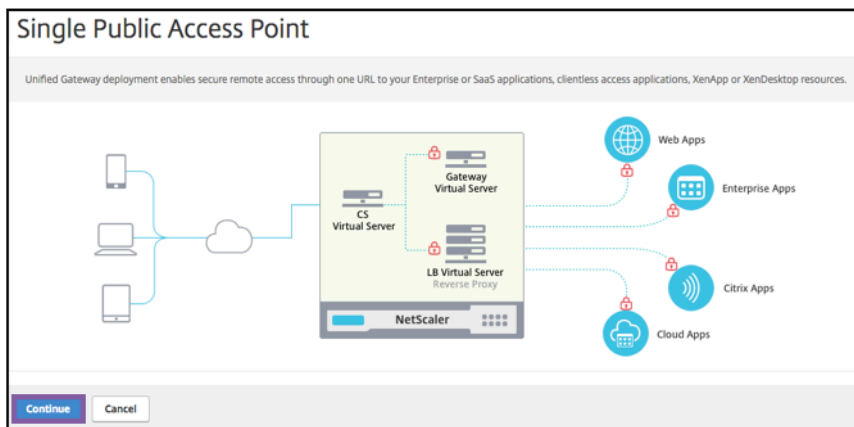 Single Public Access Point
Unified Gateway deployment enables secure remote access through one URL to your Enterprise or SaaS applications, clientless access applications, XenApp or XenDesktop resources.
Web Apps
Gateway
Virtual Server
Enterprise Apps
CS
Virtual Server
LB Virtual Server
Reverse Proxy
Citrix Apps
NetScaler
Cloud Apps
Continue
Cancel